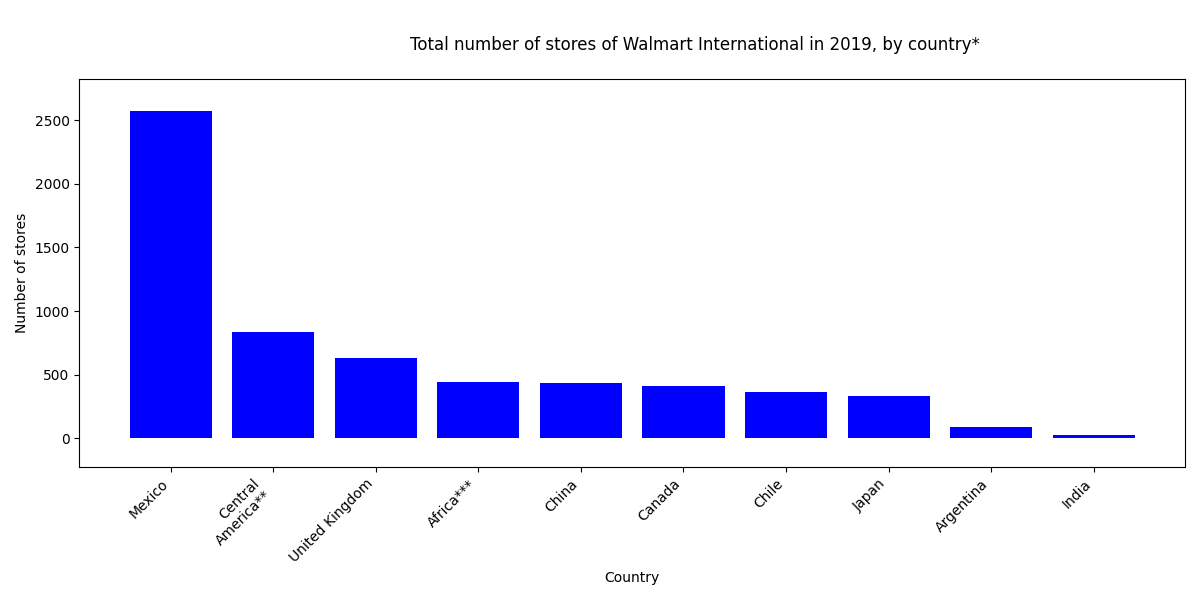 Total number of stores of Walmart International in 2019, by country*
Number of stores
2500
2000
1500
1000
500
0
Mexico
Central
America**
United Kingdom
Africa***
China
Canada
Chile
Japan
Argentina
India
Country